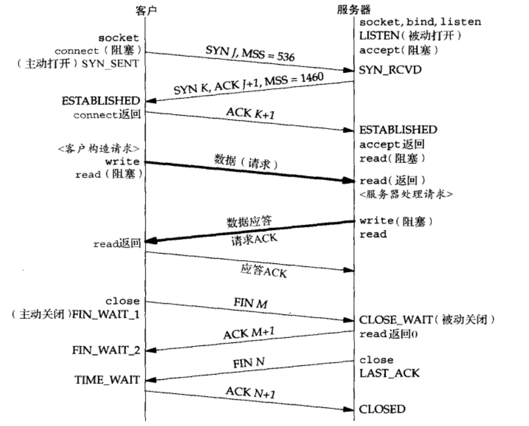 客户
服务器
socket, bind, listen
LISTEN(被动打开)
accept(阻塞)
socket
connect(阻塞)
(主动打开) SYN_SENT
SYN J, MSS = 536
SYN_RCVD
SYN K, ACK J+1, MSS = 1460
ESTABLISHED
connect返回
ACK K+1
ESTABLISHED
accept返回
read(阻塞)
<客户构造请求>
write
read(阻塞)
数据(请求)
read(返回)
<服务器处理请求>
write(阻塞)
read
数据应答
请求ACK
read返回
应答ACK
close
(主动关闭)FIN_WAIT_1
FIN M
CLOSE_WAIT(被动关闭)
read返回0
ACK M+1
FIN_WAIT_2
close
LAST_ACK
FIN N
TIME_WAIT
ACK N+1
CLOSED